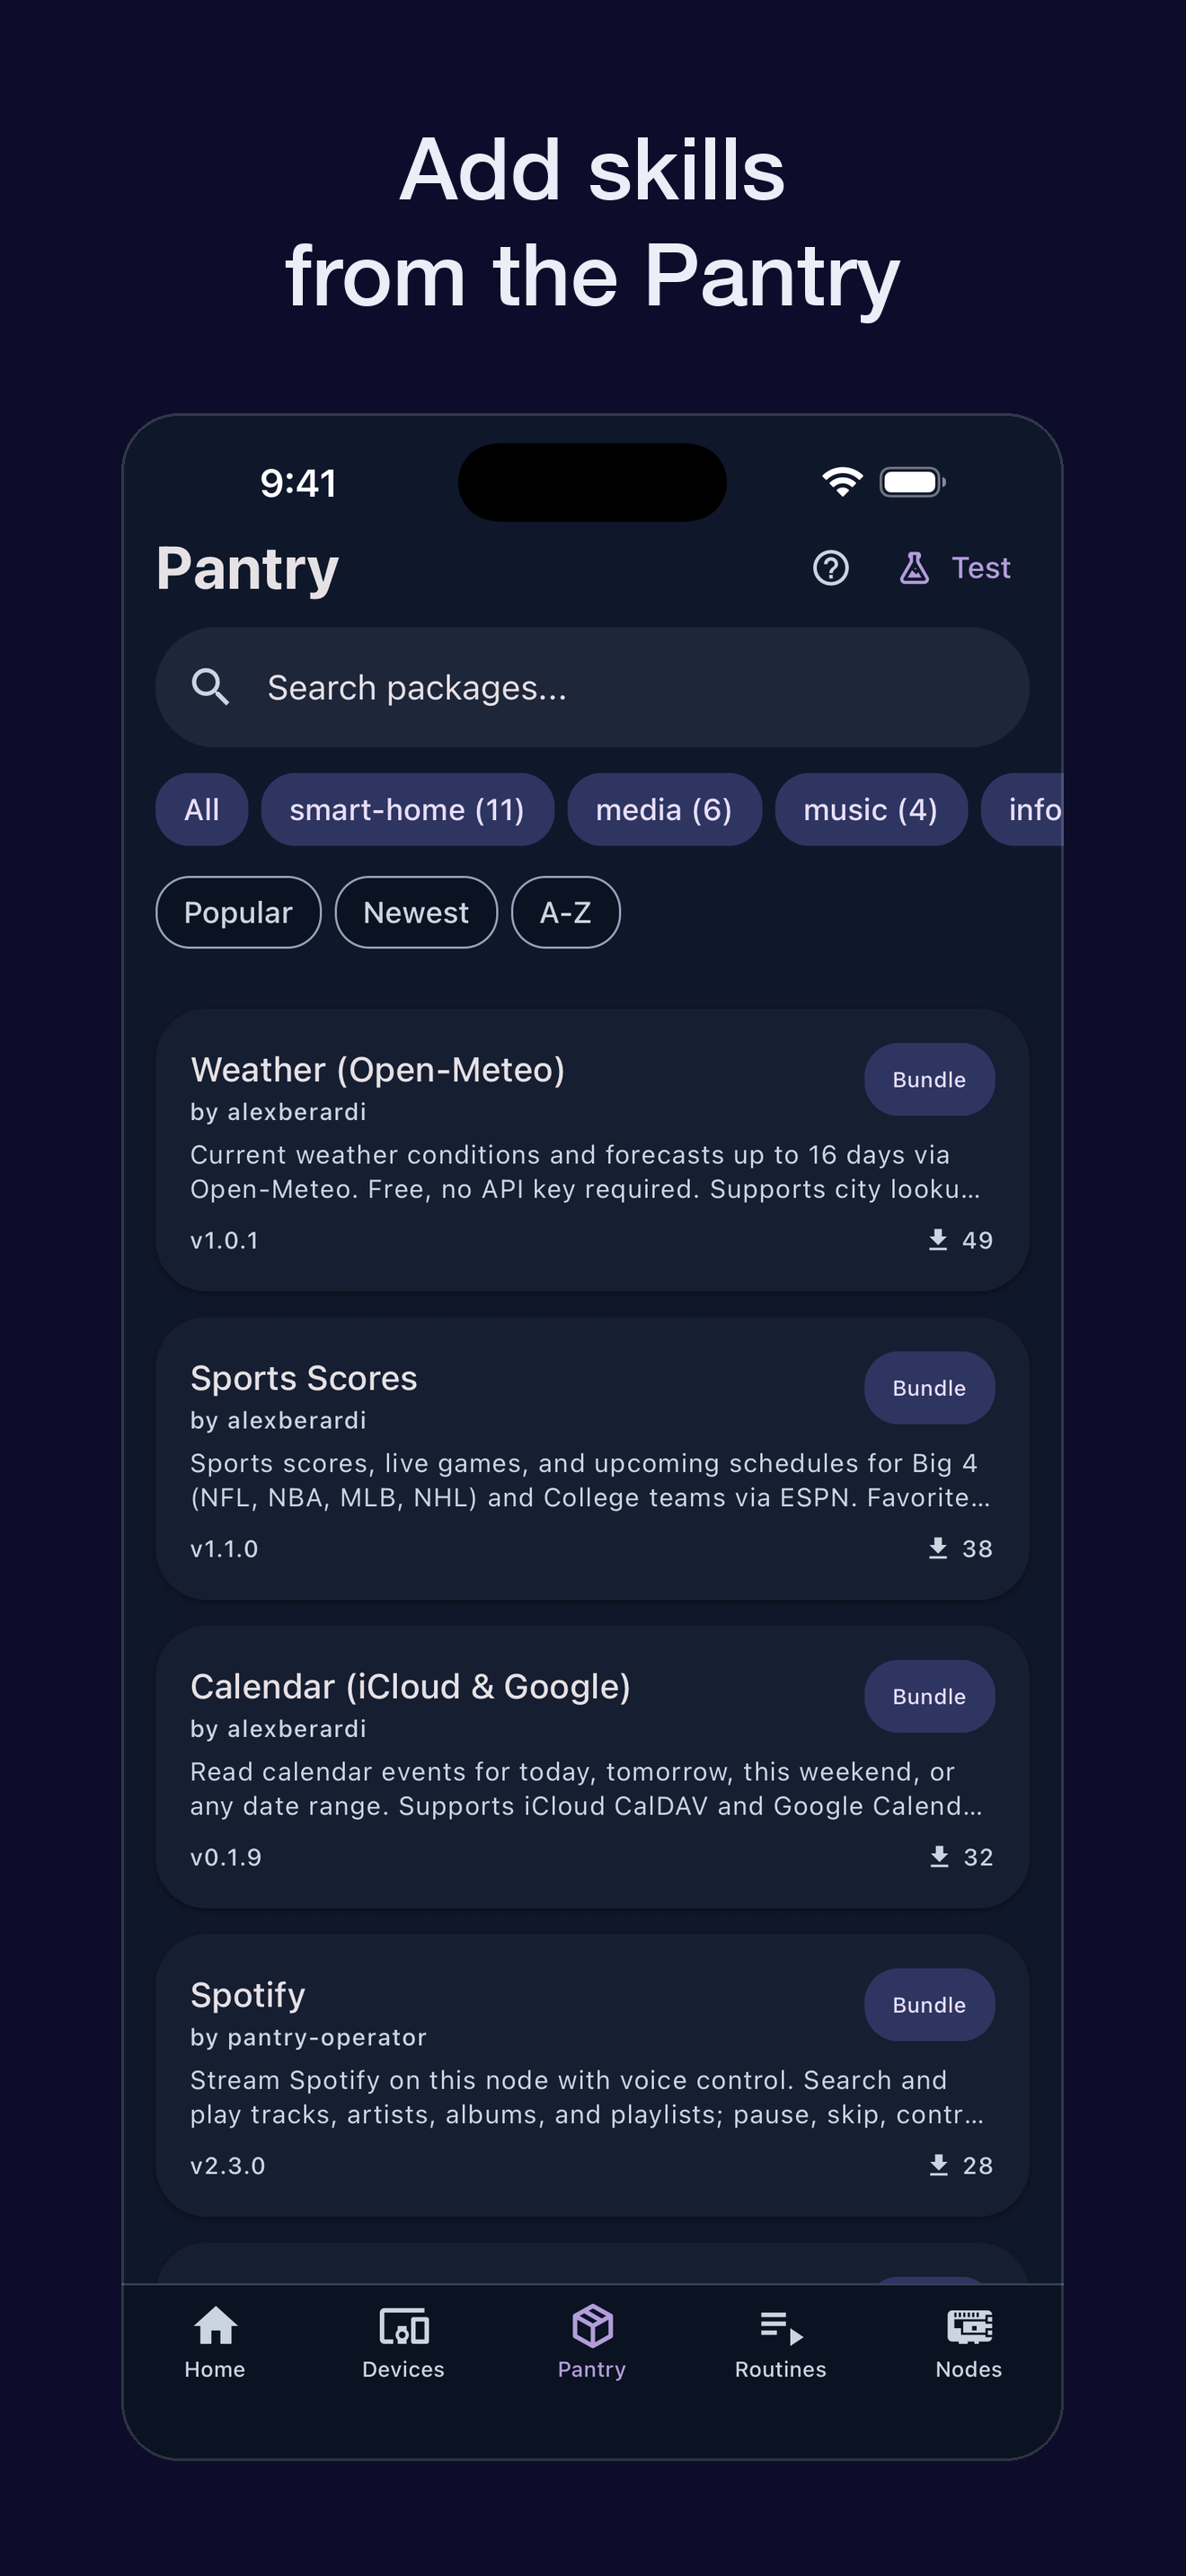 Add skills
from the Pantry
9:41
Pantry
Test
Search packages...
All
smart-home (11)
media (6)
music (4)
info
Popular
Newest
A-Z
Weather (Open-Meteo)
Bundle
by alexberardi
Current weather conditions and forecasts up to 16 days via
Open-Meteo. Free, no API key required. Supports city looku...
v1.0.1
49
Sports Scores
Bundle
by alexberardi
Sports scores, live games, and upcoming schedules for Big 4
(NFL, NBA, MLB, NHL) and College teams via ESPN. Favorite...
v1.1.0
38
Calendar (iCloud & Google)
Bundle
by alexberardi
Read calendar events for today, tomorrow, this weekend, or
any date range. Supports iCloud CalDAV and Google Calend...
v0.1.9
32
Spotify
Bundle
by pantry-operator
Stream Spotify on this node with voice control. Search and
play tracks, artists, albums, and playlists; pause, skip, contr...
v2.3.0
28
Home
Devices
Pantry
Routines
Nodes